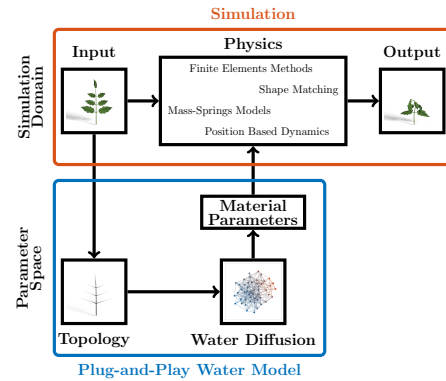 Simulation
Input
Physics
Output
Simulation
Domain
Finite Elements Methods
Shape Matching
Mass-Springs Models
Position Based Dynamics
Material
Parameters
Parameter
Space
Topology
Water Diffusion
Plug-and-Play Water Model